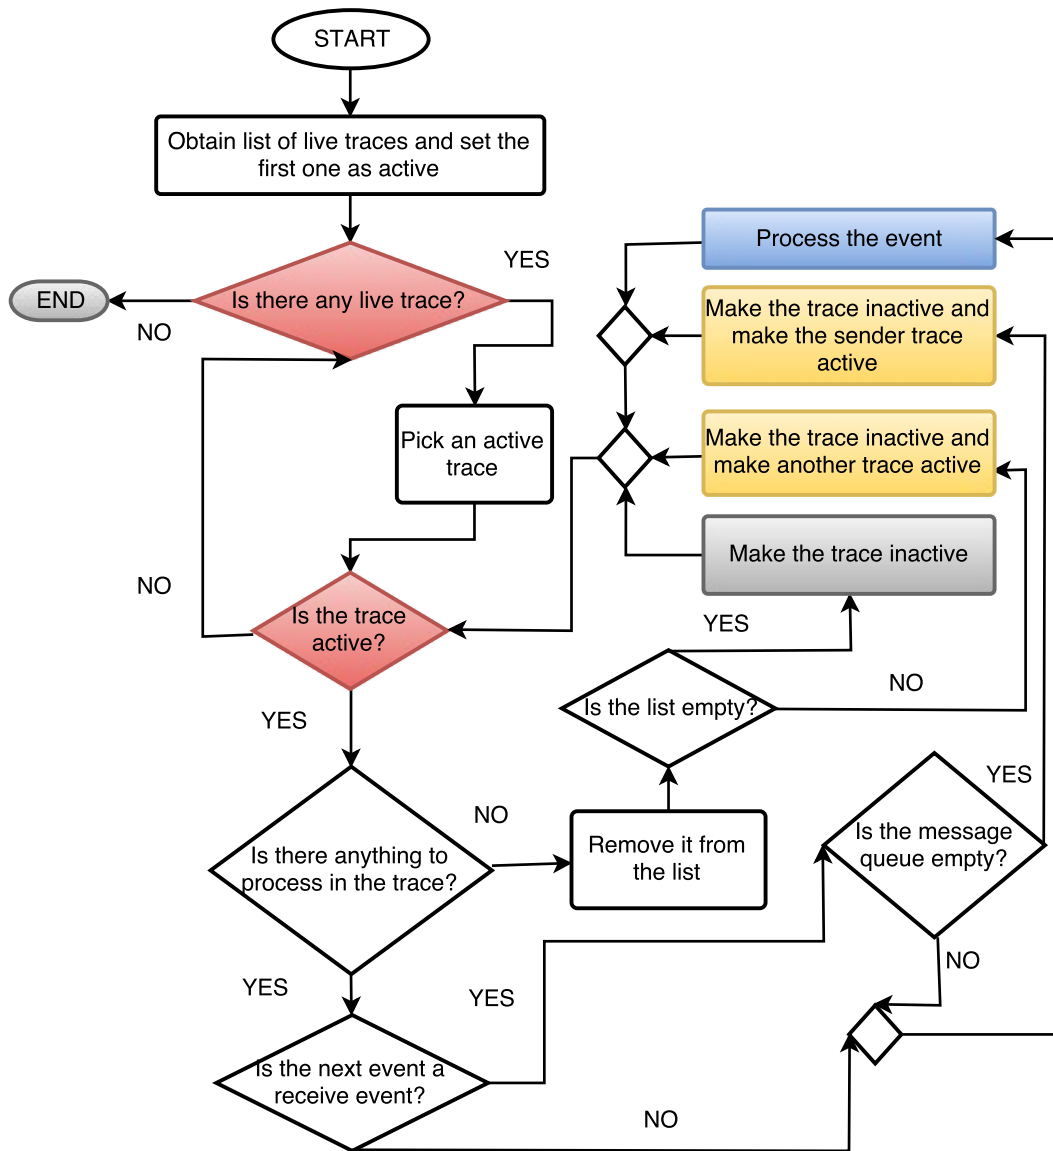 START
Obtain list of live traces and set the
first one as active
YES
Process the event
END
Is there any live trace?
NO
Make the trace inactive and
make the sender trace
active
Pick an active
trace
Make the trace inactive and
make another trace active
Make the trace inactive
NO
Is the trace
active?
YES
NO
Is the list empty?
YES
YES
NO
Is there anything to
process in the trace?
Remove it from
the list
Is the message
queue empty?
NO
YES
YES
Is the next event a
receive event?
NO